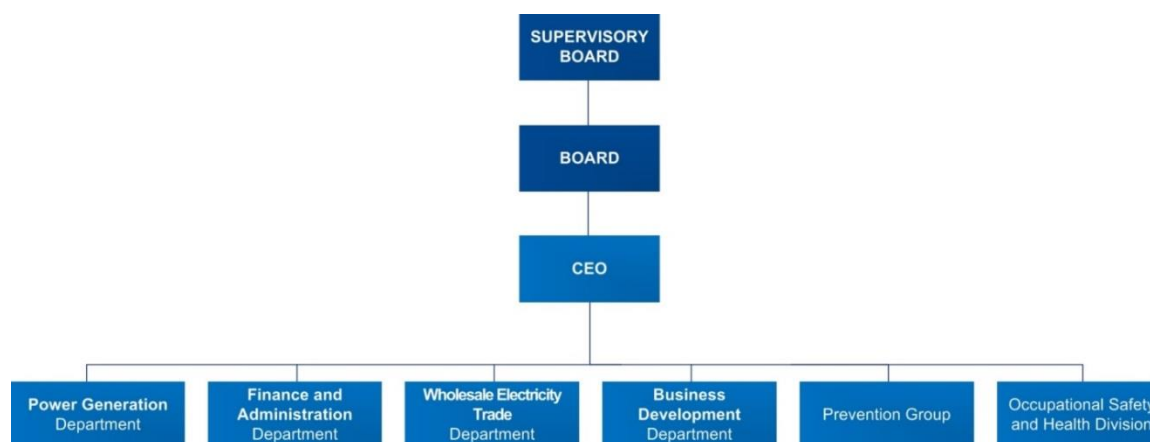 SUPERVISORY
BOARD
BOARD
CEO
Power Generation
Department
Finance and
Administration
Department
Wholesale Electricity
Trade
Department
Business
Development
Department
Prevention Group
Occupational Safety
and Health Division